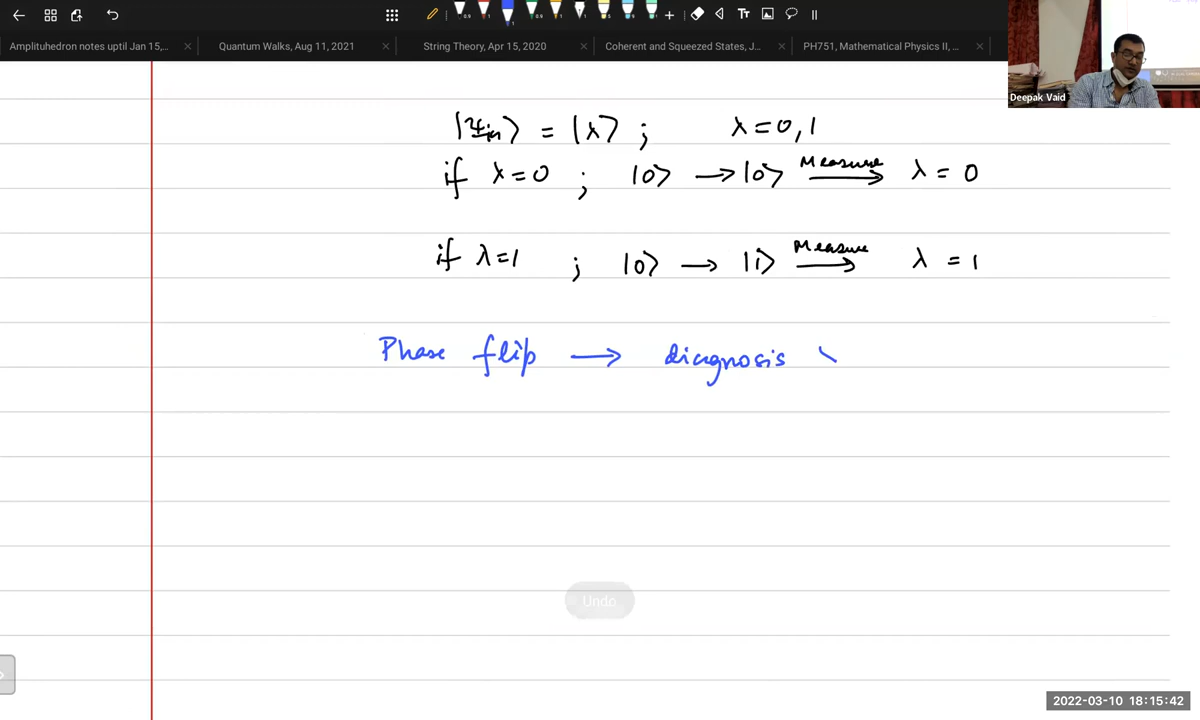 Amplituhedron notes uptil Jan 15,...
Quantum Walks, Aug 11, 2021
String Theory, Apr 15, 2020
Coherent and Squeezed States, J...
PH751, Mathematical Physics II, ...
Deepak Vaid
|Ψin⟩ = |λ⟩ ; λ = 0, 1
if λ = 0 ; |0⟩ → |0⟩ Measure → λ = 0
if λ = 1 ; |0⟩ → |1⟩ Measure → λ = 1
Phase flip → diagnosis
Undo
2022-03-10 18:15:42